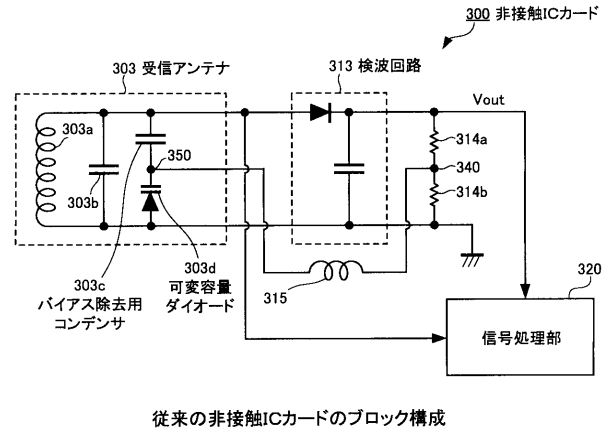 300 非接触ICカード
303 受信アンテナ
313 検波回路
Vout
303a
350
314a
340
303b
314b
303c
バイアス除去用
コンデンサ
303d
可変容量
ダイオード
315
320
信号処理部
従来の非接触ICカードのブロック構成